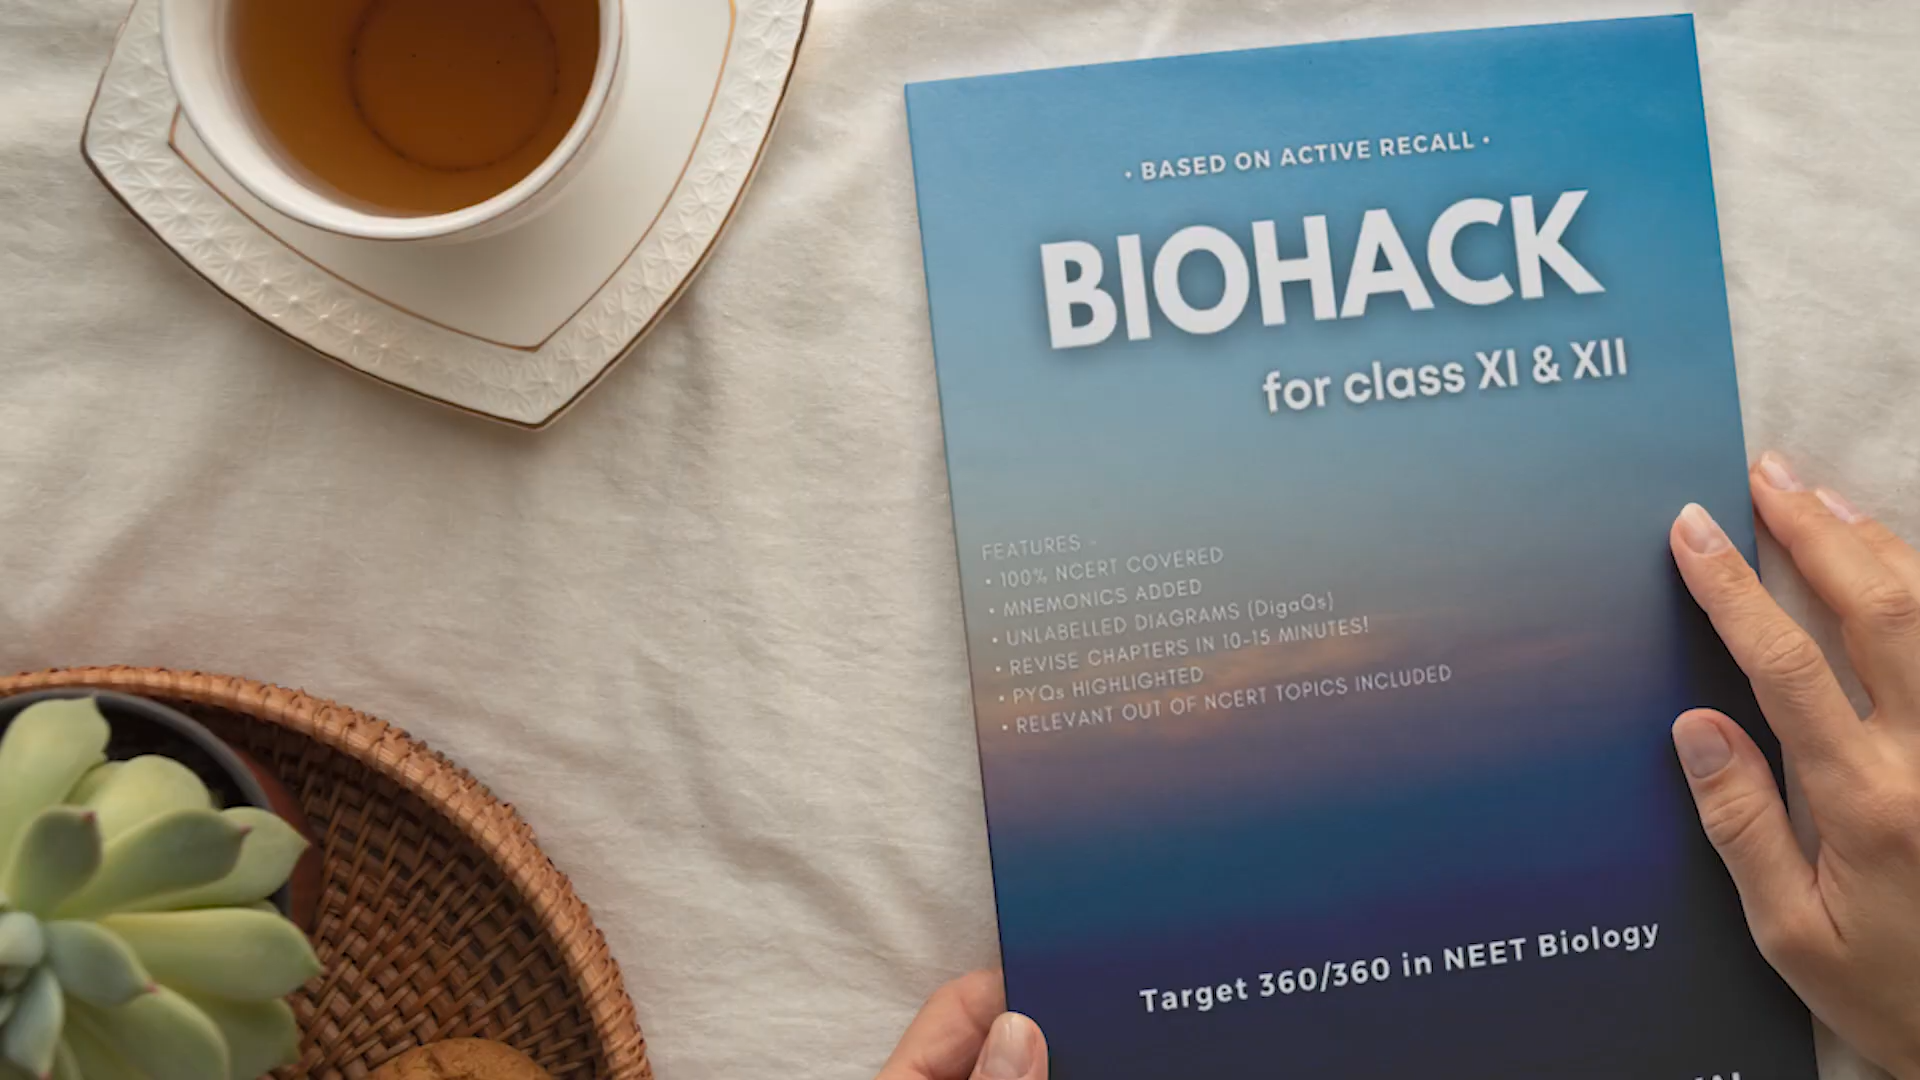 • BASED ON ACTIVE RECALL •
BIOHACK
for class XI & XII
FEATURES -
• 100% NCERT COVERED
• MNEMONICS ADDED
• UNLABELLED DIAGRAMS (DigaQs)
• REVISE CHAPTERS IN 10-15 MINUTES!
• PYQs HIGHLIGHTED
• RELEVANT OUT OF NCERT TOPICS INCLUDED
Target 360/360 in NEET Biology